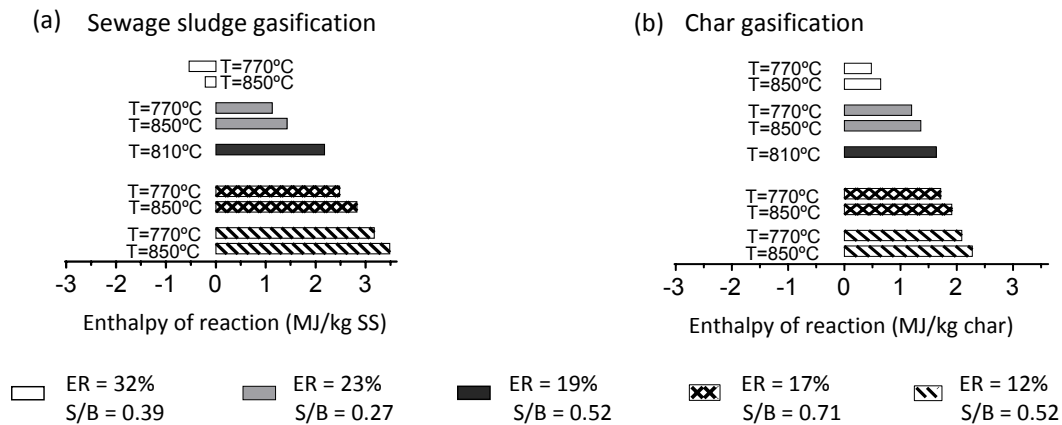 (a) Sewage sludge gasification
T=770ºC
T=850ºC
T=770ºC
T=850ºC
T=810ºC
T=770ºC
T=850ºC
T=770ºC
T=850ºC
-3 -2 -1 0 1 2 3
Enthalpy of reaction (MJ/kg SS)
(b) Char gasification
T=770ºC
T=850ºC
T=770ºC
T=850ºC
T=810ºC
T=770ºC
T=850ºC
T=770ºC
T=850ºC
-3 -2 -1 0 1 2 3
Enthalpy of reaction (MJ/kg char)
ER = 32%
S/B = 0.39
ER = 23%
S/B = 0.27
ER = 19%
S/B = 0.52
ER = 17%
S/B = 0.71
ER = 12%
S/B = 0.52